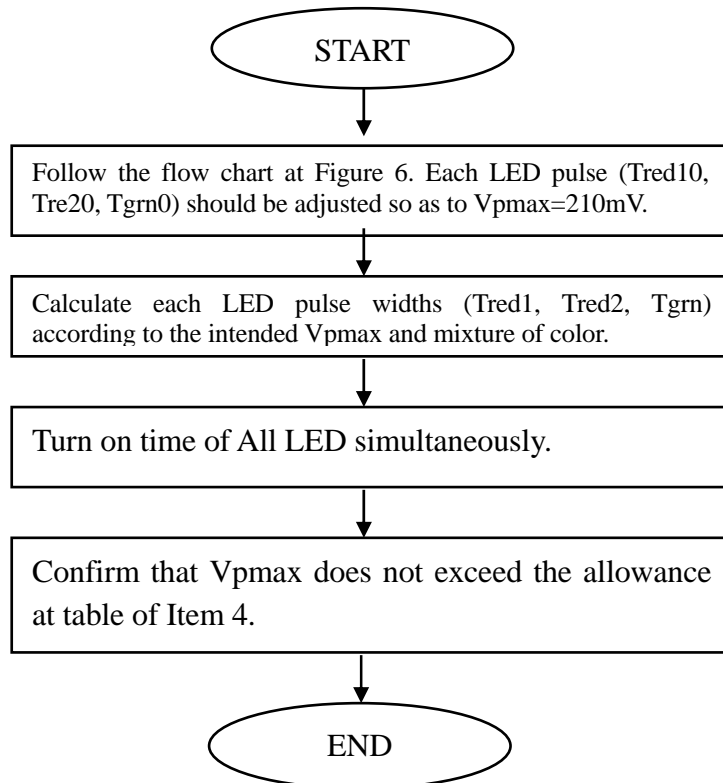 START
Follow the flow chart at Figure 6. Each LED pulse (Tred10,
Tre20, Tgrn0) should be adjusted so as to Vpmax=210mV.
Calculate each LED pulse widths (Tred1, Tred2, Tgrn)
according to the intended Vpmax and mixture of color.
Turn on time of All LED simultaneously.
Confirm that Vpmax does not exceed the allowance
at table of Item 4.
END